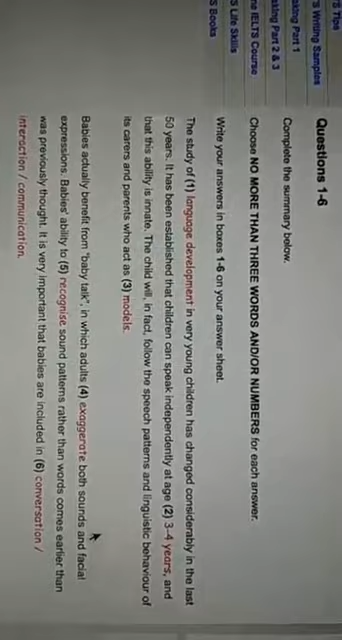 S Tips
'S Writing Samples
aking Part 1
aking Part 2 & 3
ne IELTS Course
S Life Skills
S Books
Questions 1-6
Complete the summary below.
Choose NO MORE THAN THREE WORDS AND/OR NUMBERS for each answer.
Write your answers in boxes 1-6 on your answer sheet.
The study of (1) language development in very young children has changed considerably in the last
50 years. It has been established that children can speak independently at age (2) 3-4 years, and
that this ability is innate. The child will, in fact, follow the speech patterns and linguistic behaviour of
its carers and parents who act as (3) models.
Babies actually benefit from "baby talk", in which adults (4) exaggerate both sounds and facial
expressions. Babies' ability to (5) recognise sound patterns rather than words comes earlier than
was previously thought. It is very important that babies are included in (6) conversation /
interaction / communication.